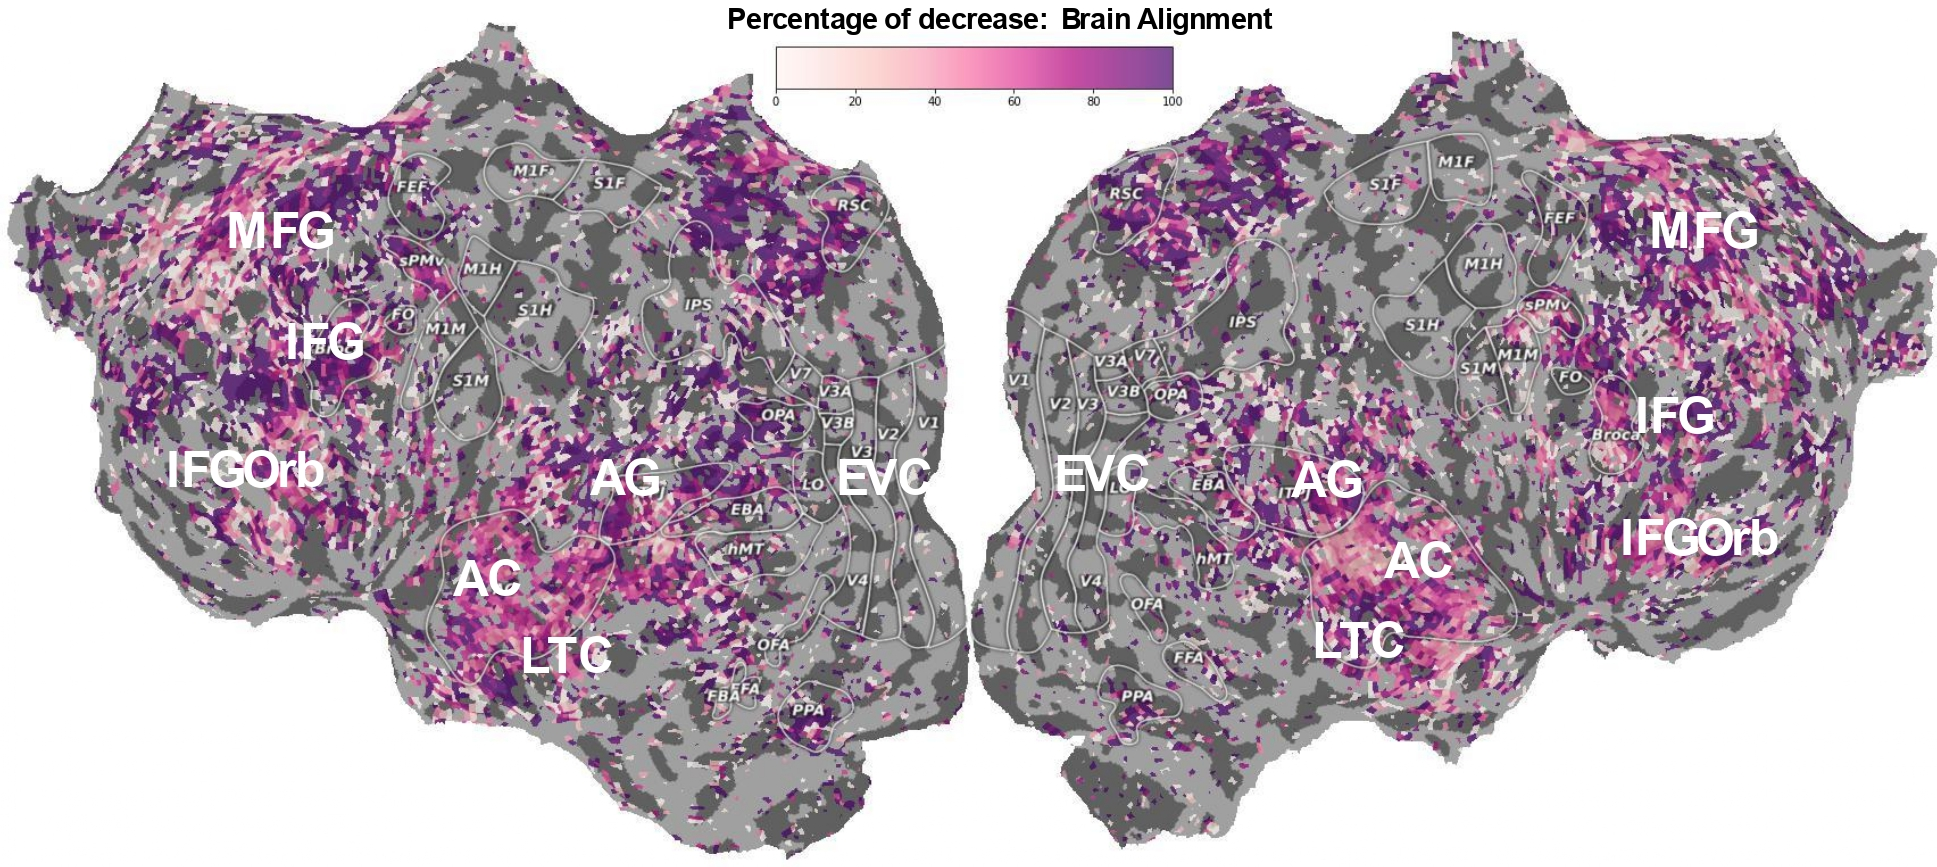 Percentage of decrease: Brain Alignment
0 20 40 60 80 100
FEF M1F S1F RSC
MFG
sPMv M1H
IPS
S1H
FO
M1M
IFG
S1M
V7
V3A
OPA
V3B
V1
V2
V3
IFGOrb
AG
EVC
LO
EBA
hMT
AC
V4
LTC
OFA
FFA
FBA
PPA
M1F
S1F
RSC
FEF
MFG
M1H
sPMv
IPS
S1H
V3A V7
M1M
S1M
V1
FO
V3B
OPA
V2 V3
IFG
Broca
EVC
EBA
AG
IFGOrb
AC
hMT
V4
OFA
LTC
FFA
PPA